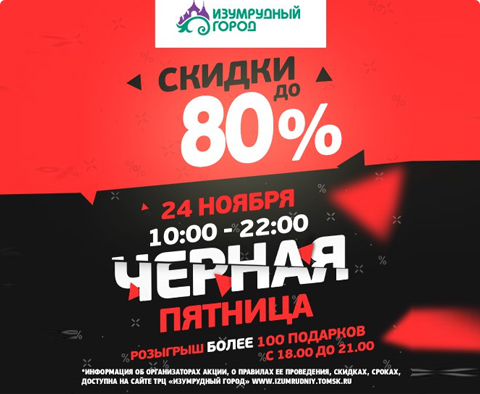 ИЗУМРУДНЫЙ
ГОРОД
СКИДКИ
ДО
80%
24 НОЯБРЯ
10:00 - 22:00
ЧЕРНАЯ
ПЯТНИЦА
РОЗЫГРЫШ БОЛЕЕ 100 ПОДАРКОВ
С 18.00 ДО 21.00
*ИНФОРМАЦИЯ ОБ ОРГАНИЗАТОРАХ АКЦИИ, О ПРАВИЛАХ ЕЕ ПРОВЕДЕНИЯ, СКИДКАХ, СРОКАХ,
ДОСТУПНА НА САЙТЕ ТРЦ «ИЗУМРУДНЫЙ ГОРОД» WWW.IZUMRUDNIY.TOMSK.RU